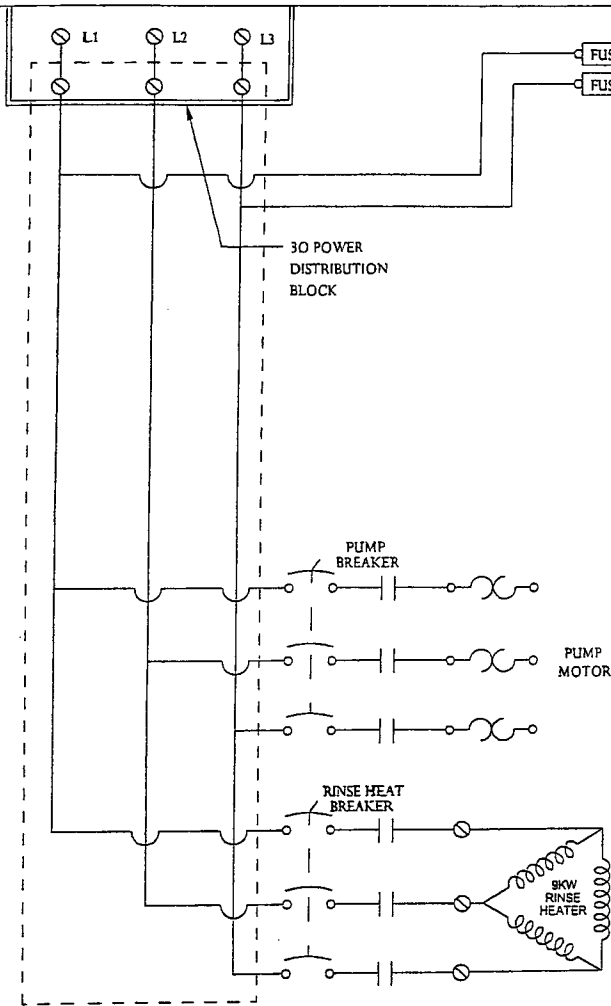 L1
L2
L3
FUS
FUS
3O POWER
DISTRIBUTION
BLOCK
PUMP
BREAKER
PUMP
MOTOR
RINSE HEAT
BREAKER
9KW
RINSE
HEATER